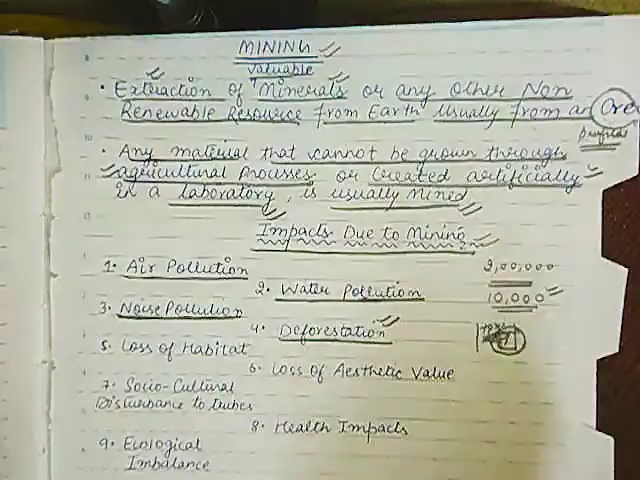 MINING
Valuable
• Extraction of Minerals or any other Non
Renewable Resource from Earth Usually from an Ore
• Any material that cannot be grown through
agricultural processes or created artificially
in a laboratory, is usually Mined
Impacts Due to Mining
1. Air Pollution
2,00,000
2. Water Pollution
10,000
3. Noise Pollution
4. Deforestation
5. Loss of Habitat
6. Loss of Aesthetic Value
7. Socio-Cultural
Disturbance to tribes
8. Health Impacts
9. Ecological
Imbalance